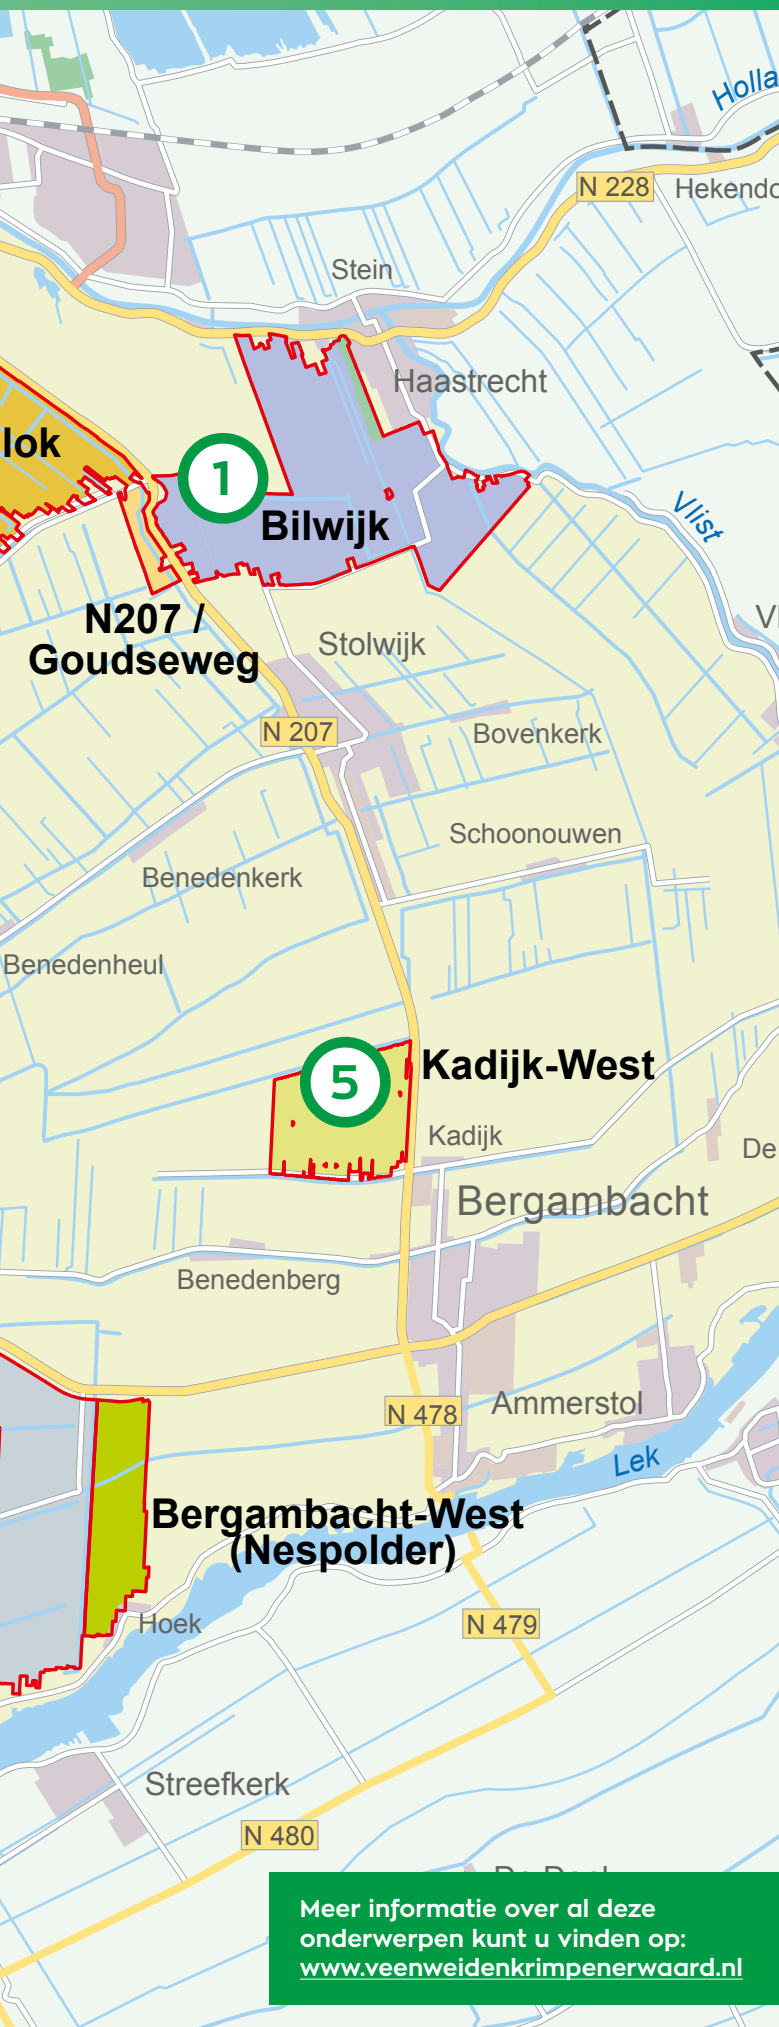 Holla
N 228
Hekendo
Stein
Haastrecht
lok
1
Bilwijk
Vlist
N207 /
Goudseweg
Stolwijk
Vl
N 207
Bovenkerk
Schoonouwen
Benedenkerk
Benedenheul
Kadijk-West
5
Kadijk
De
Bergambacht
Benedenberg
Ammerstol
N 478
Lek
Bergambacht-West
(Nespolder)
Hoek
N 479
Streefkerk
N 480
Meer informatie over al deze
onderwerpen kunt u vinden op:
www.veenweidenkrimpenerwaard.nl